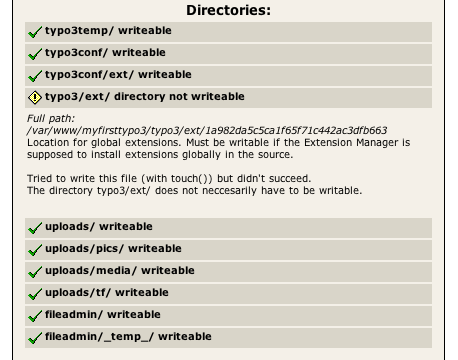 Directories:
typo3temp/ writeable
typo3conf/ writeable
typo3conf/ext/ writeable
typo3/ext/ directory not writeable
Full path:
/var/www/myfirsttypo3/typo3/ext/1a982da5c5ca1f65f71c442ac3dfb663
Location for global extensions. Must be writable if the Extension Manager is
supposed to install extensions globally in the source.
Tried to write this file (with touch()) but didn't succeed.
The directory typo3/ext/ does not neccesarily have to be writable.
uploads/ writeable
uploads/pics/ writeable
uploads/media/ writeable
uploads/tf/ writeable
fileadmin/ writeable
fileadmin/_temp_/ writeable